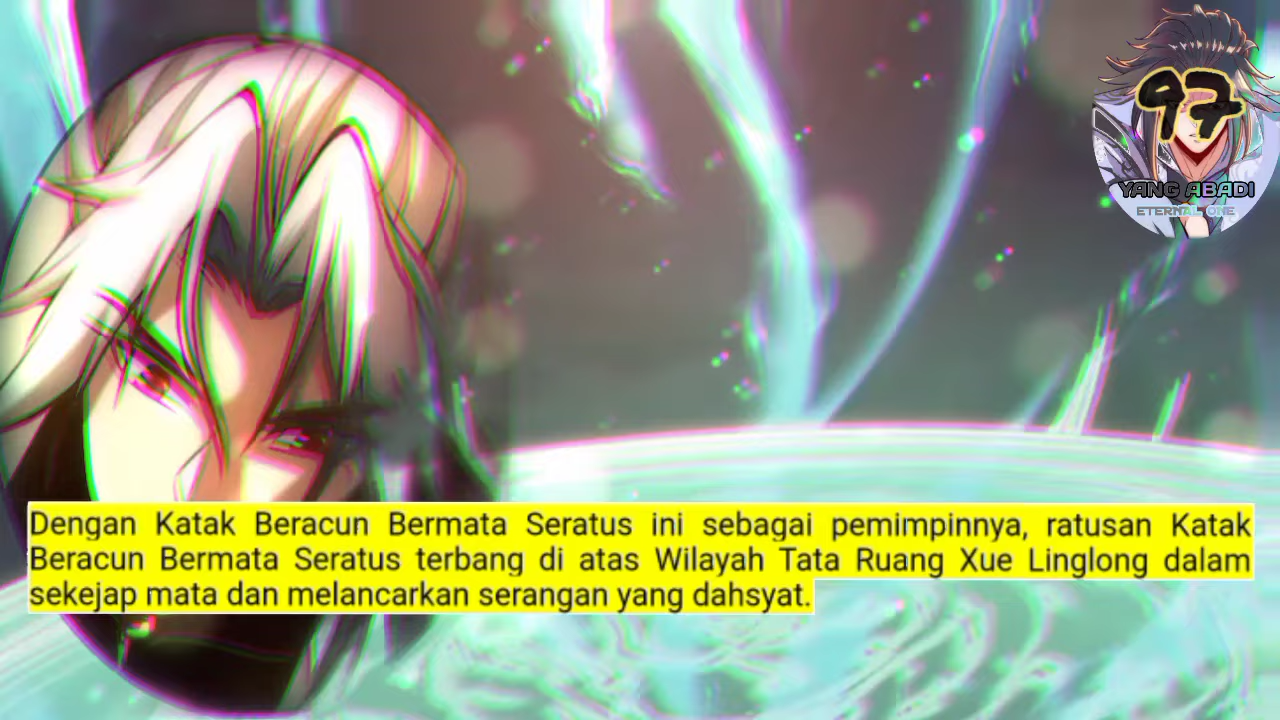 97
YANG ABADI
ETERNAL ONE
Dengan Katak Beracun Bermata Seratus ini sebagai pemimpinnya, ratusan Katak
Beracun Bermata Seratus terbang di atas Wilayah Tata Ruang Xue Linglong dalam
sekejap mata dan melancarkan serangan yang dahsyat.